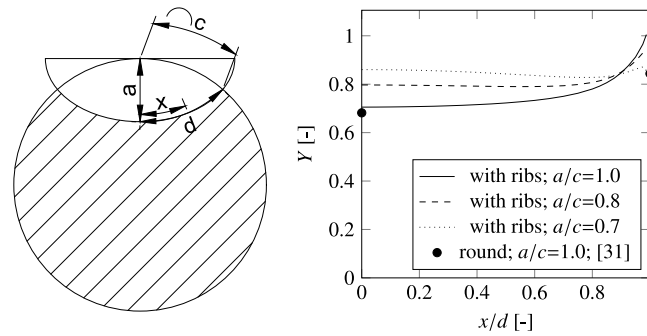 c
a
x
d
1
0.8
0.6
0.4
0.2
0
Y [-]
with ribs; a/c=1.0
with ribs; a/c=0.8
with ribs; a/c=0.7
round; a/c=1.0; [31]
0 0.2 0.4 0.6 0.8
x/d [-]